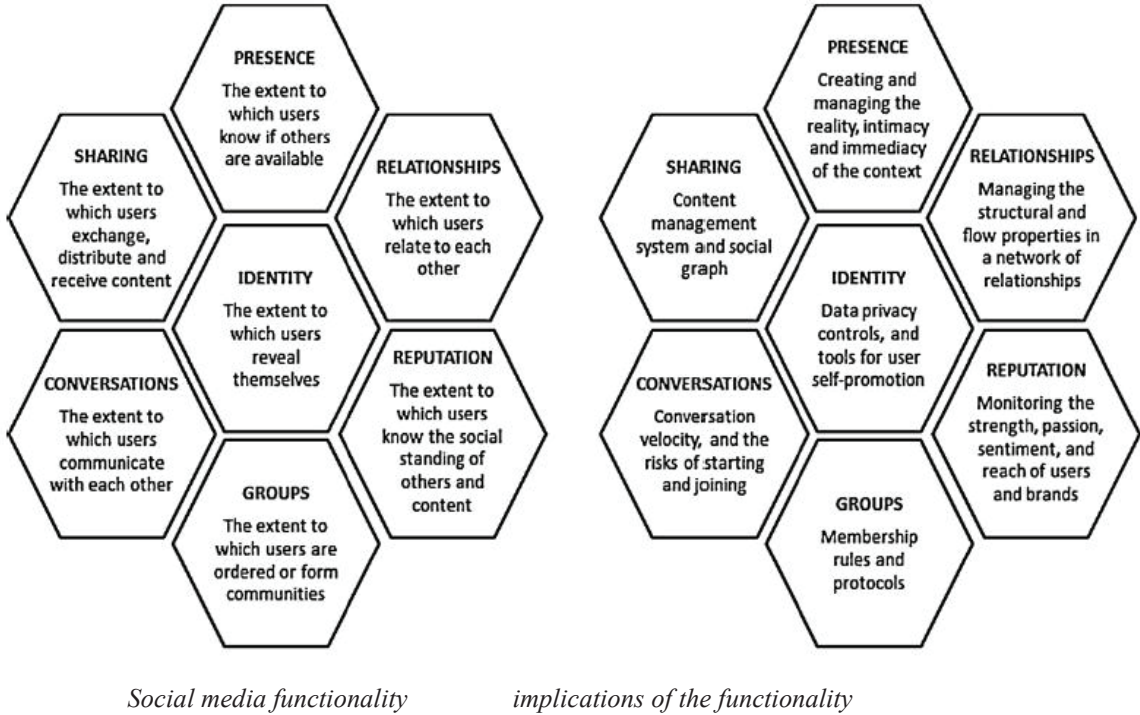 PRESENCE
The extent to
which users
know if others
are available
SHARING
The extent to
which users
exchange,
distribute and
receive content
RELATIONSHIPS
The extent to
which users
relate to each
other
IDENTITY
The extent to
which users
reveal
themselves
CONVERSATIONS
The extent to
which users
communicate
with each other
REPUTATION
The extent to
which users
know the social
standing of
others and
content
GROUPS
The extent to
which users are
ordered or form
communities
PRESENCE
Creating and
managing the
reality, intimacy
and immediacy
of the context
SHARING
Content
management
system and social
graph
RELATIONSHIPS
Managing the
structural and
flow properties in
a network of
relationships
IDENTITY
Data privacy
controls, and
tools for user
self-promotion
CONVERSATIONS
Conversation
velocity, and the
risks of starting
and joining
REPUTATION
Monitoring the
strength, passion,
sentiment, and
reach of users
and brands
GROUPS
Membership
rules and
protocols
Social media functionality
implications of the functionality